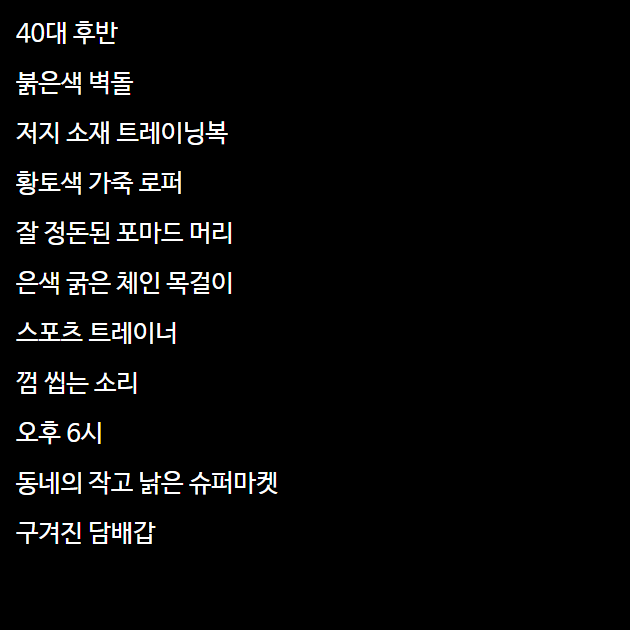 40대 후반
붉은색 벽돌
저지 소재 트레이닝복
황토색 가죽 로퍼
잘 정돈된 포마드 머리
은색 굵은 체인 목걸이
스포츠 트레이너
껌 씹는 소리
오후 6시
동네의 작고 낡은 슈퍼마켓
구겨진 담배갑